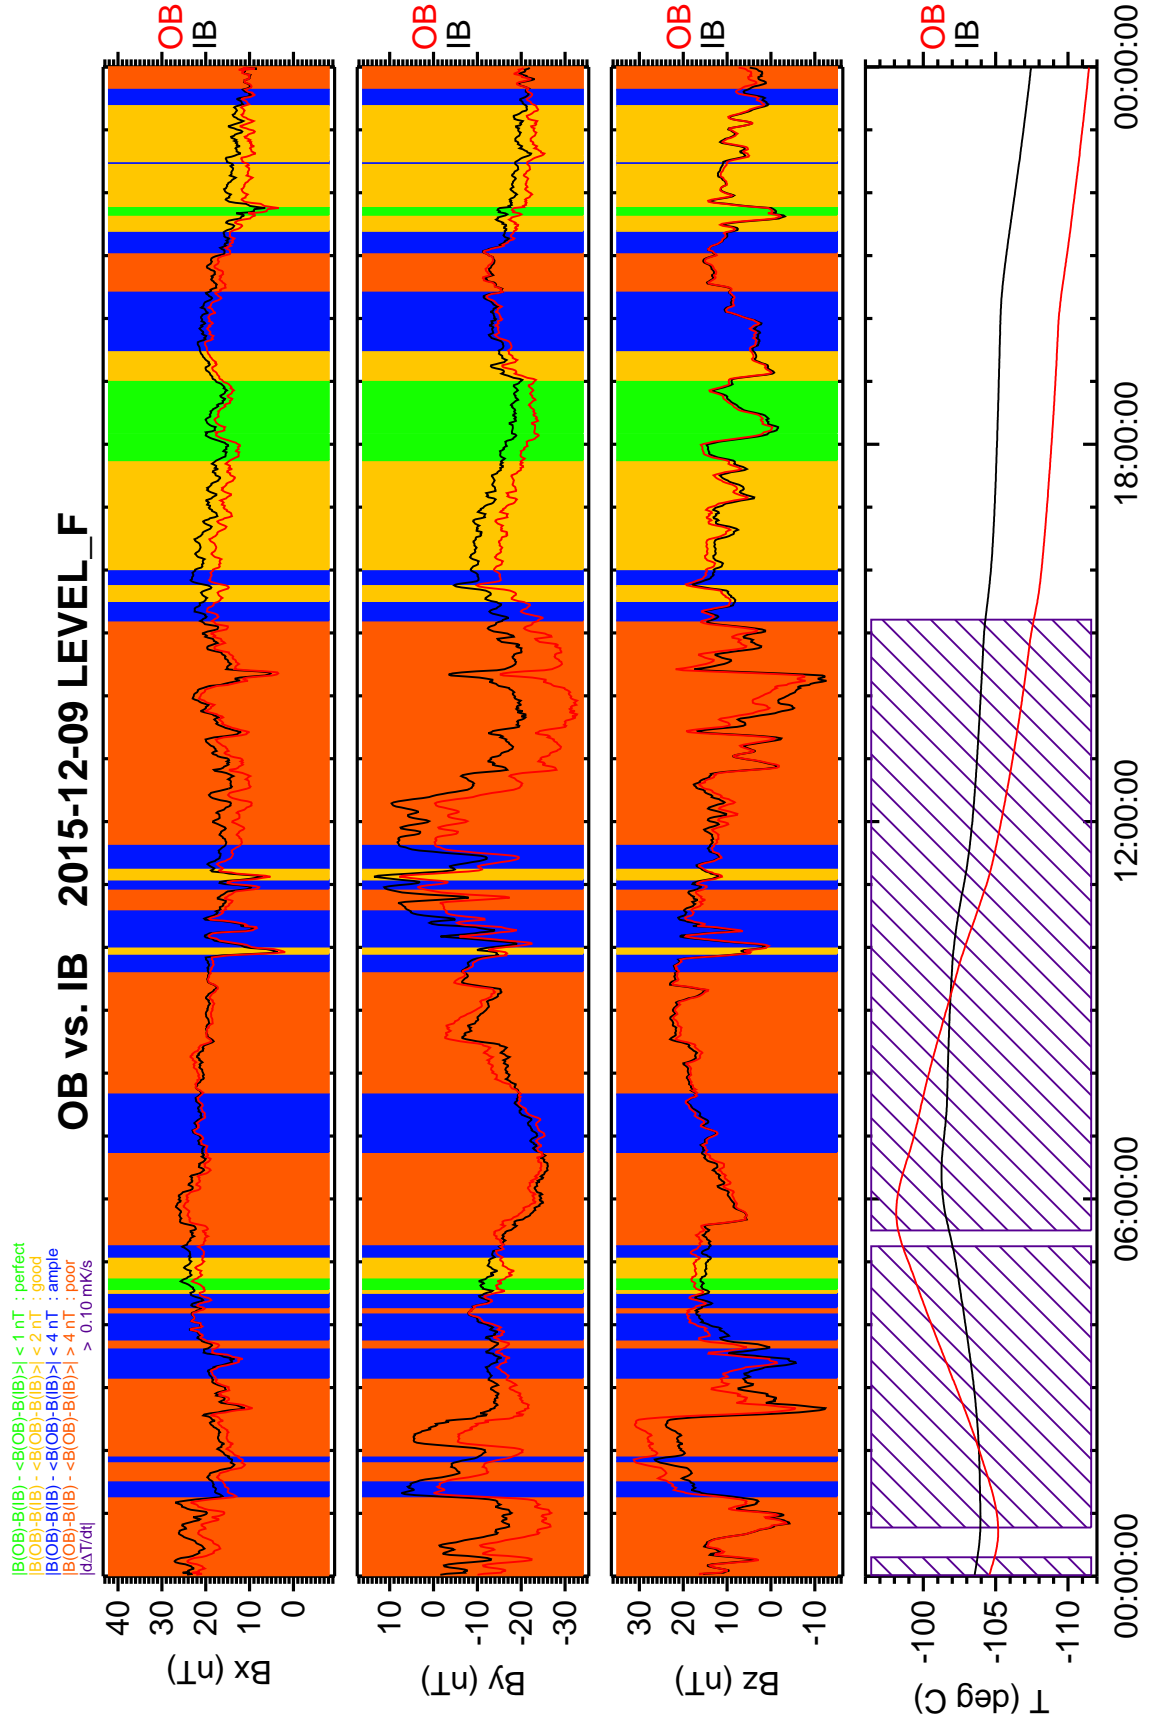 OB vs. IB 2015-12-09 LEVEL_F
|B(OB)-B(IB) - <B(OB)-B(IB)>| < 1 nT : perfect
|B(OB)-B(IB) - <B(OB)-B(IB)>| < 2 nT : good
|B(OB)-B(IB) - <B(OB)-B(IB)>| < 4 nT : ample
|B(OB)-B(IB) - <B(OB)-B(IB)>| > 4 nT : poor
|dΔT/dt| > 0.10 mK/s
Bx (nT)
40
30
20
10
0
OB
IB
By (nT)
10
0
-10
-20
-30
OB
IB
Bz (nT)
30
20
10
0
-10
OB
IB
T (deg C)
-100
-105
-110
OB
IB
00:00:00 06:00:00 12:00:00 18:00:00 00:00:00